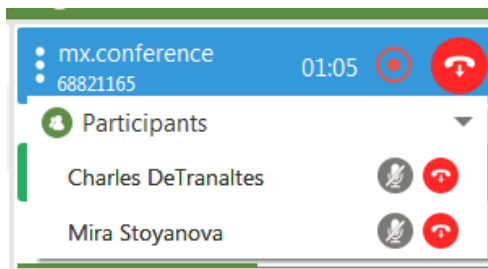 mx.conference
68821165
01:05
Participants
Charles DeTranaltes
Mira Stoyanova